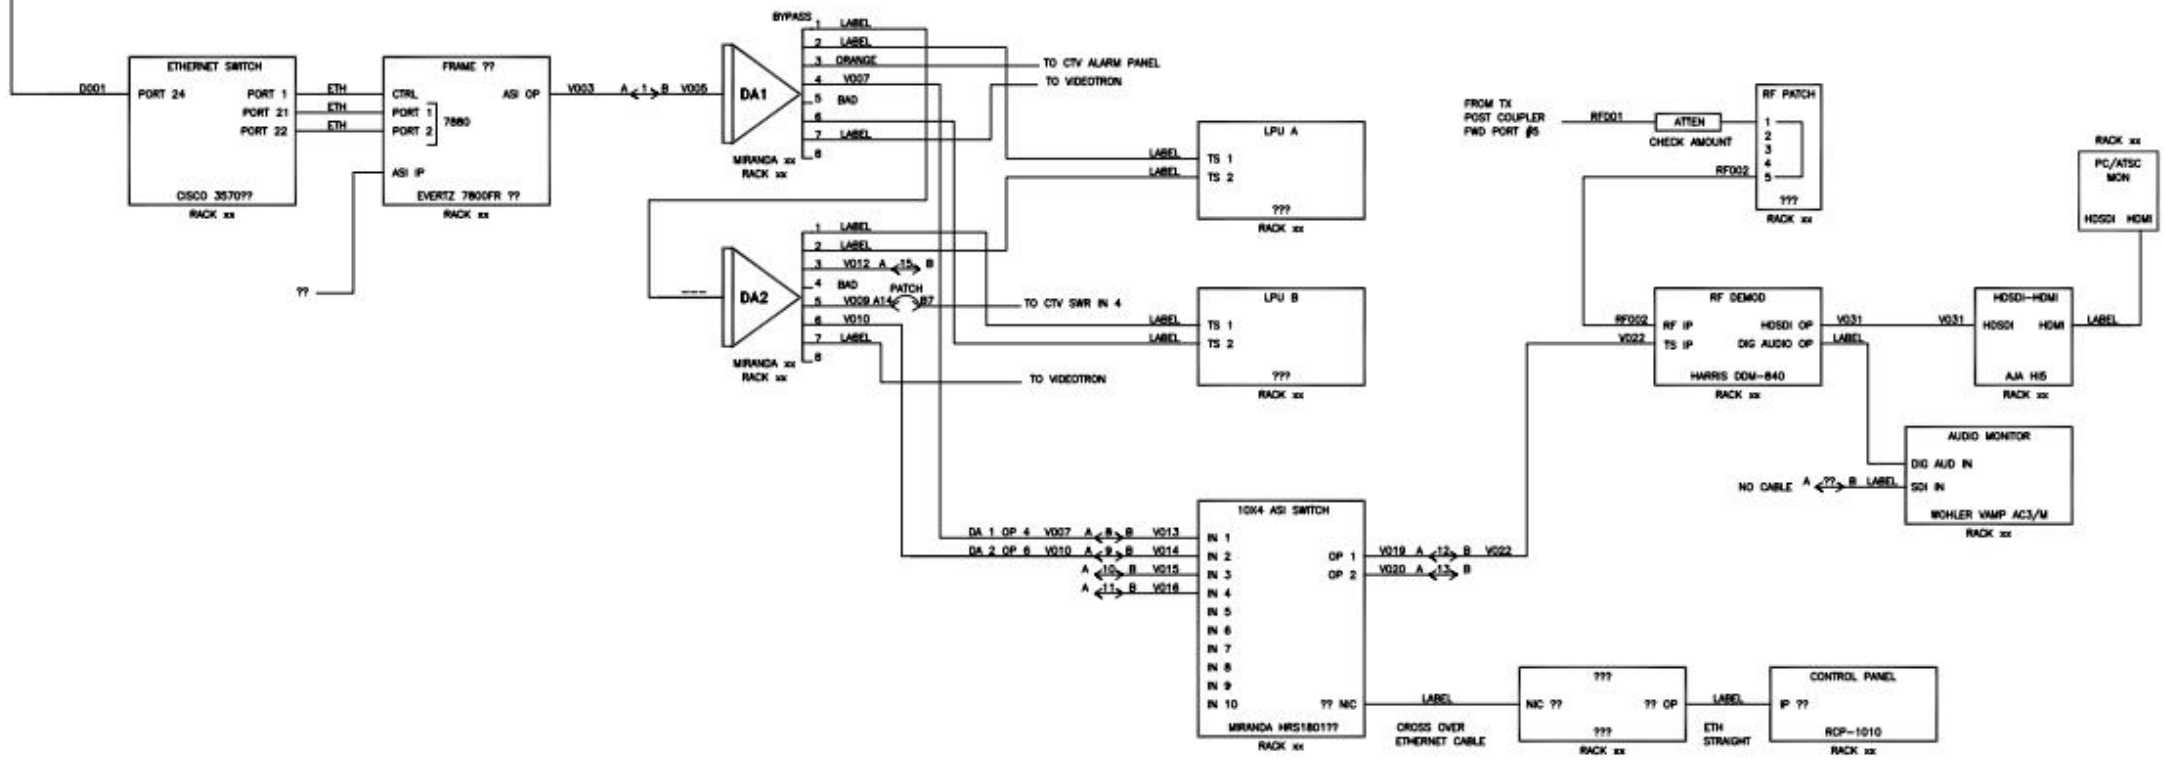 D001
ETHERNET SWITCH
PORT 24
PORT 1
PORT 21
PORT 22
CISCO 3570??
RACK xx
ETH
ETH
ETH
FRAME ??
CTRL
PORT 1
PORT 2
7880
ASI OP
ASI IP
EVERTZ 7800FR ??
RACK xx
??
V003 A 1 B V005
BYPASS
DA1
MIRANDA xx
RACK xx
1 LABEL
2 LABEL
3 ORANGE
4 V007
5 BAD
6
7 LABEL
8
TO CTV ALARM PANEL
TO VIDEOTRON
---
DA2
MIRANDA xx
RACK xx
1 LABEL
2 LABEL
3 V012 A 15 B
4 BAD
PATCH
5 V009 A14 B7
6 V010
7 LABEL
8
TO CTV SWR IN 4
TO VIDEOTRON
LPU A
LABEL TS 1
LABEL TS 2
???
RACK xx
LPU B
LABEL TS 1
LABEL TS 2
???
RACK xx
FROM TX
POST COUPLER
FWD PORT #5
RF001
ATTEN
CHECK AMOUNT
RF PATCH
1
2
3
4
5
RF002
???
RACK xx
RACK xx
PC/ATSC
MON
HDSDI HDMI
RF DEMOD
RF002 RF IP
V022 TS IP
HDSDI OP V031
DIG AUDIO OP LABEL
HARRIS DDM-840
RACK xx
V031
HDSDI-HDMI
HDSDI HDMI
LABEL
AJA HI5
RACK xx
AUDIO MONITOR
DIG AUD IN
NO CABLE A ?? B LABEL SDI IN
WOHLER VAMP AC3/M
RACK xx
10X4 ASI SWITCH
DA 1 OP 4 V007 A 8 B V013 IN 1
DA 2 OP 6 V010 A 9 B V014 IN 2
A 10 B V015 IN 3
A 11 B V016 IN 4
IN 5
IN 6
IN 7
IN 8
IN 9
IN 10
OP 1 V019 A 12 B V022
OP 2 V020 A 13 B
?? NIC
MIRANDA HRS1801??
RACK xx
LABEL
CROSS OVER
ETHERNET CABLE
???
NIC ??
?? OP
???
RACK xx
LABEL
ETH
STRAIGHT
CONTROL PANEL
IP ??
RCP-1010
RACK xx